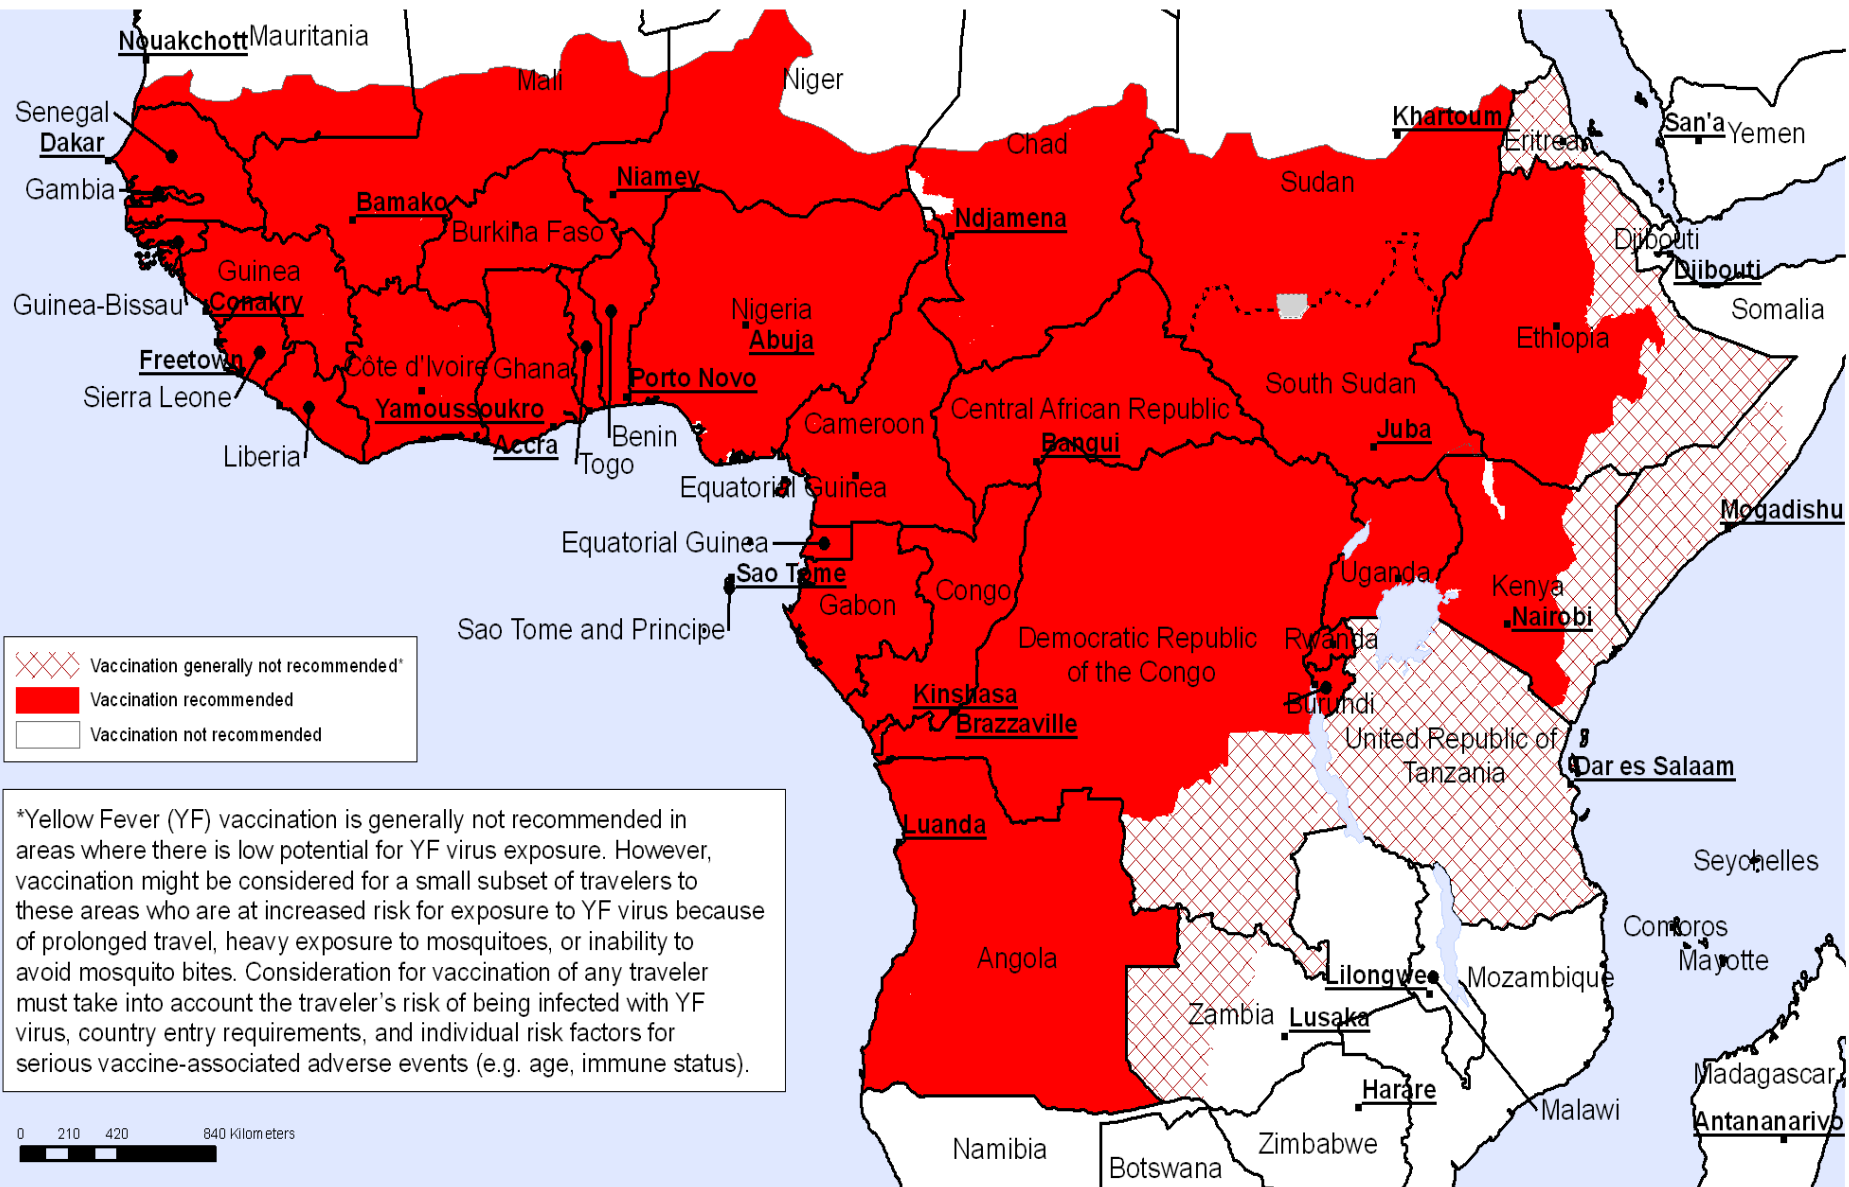 Nouakchott
Mauritania
Mali
Niger
Senegal
Dakar
Gambia
Chad
Khartoum
Eritrea
San'a
Yemen
Niamey
Bamako
Burkina Faso
Ndjamena
Sudan
Guinea
Conakry
Guinea-Bissau
Djibouti
Djibouti
Somalia
Nigeria
Abuja
Ethiopia
Freetown
Sierra Leone
Côte d'Ivoire
Ghana
Porto Novo
South Sudan
Yamoussoukro
Accra
Liberia
Benin
Togo
Cameroon
Central African Republic
Bangui
Juba
Equatorial Guinea
Mogadishu
Equatorial Guinea
Sao Tome
Sao Tome and Principe
Gabon
Congo
Uganda
Kenya
Nairobi
Democratic Republic
of the Congo
Rwanda
Burundi
Kinshasa
Brazzaville
United Republic of
Tanzania
Dar es Salaam
Luanda
Seychelles
Comoros
Mayotte
Angola
Lilongwe
Mozambique
Zambia
Lusaka
Harare
Malawi
Madagascar
Antananarivo
Namibia
Botswana
Zimbabwe
Vaccination generally not recommended*
Vaccination recommended
Vaccination not recommended
*Yellow Fever (YF) vaccination is generally not recommended in
areas where there is low potential for YF virus exposure. However,
vaccination might be considered for a small subset of travelers to
these areas who are at increased risk for exposure to YF virus because
of prolonged travel, heavy exposure to mosquitoes, or inability to
avoid mosquito bites. Consideration for vaccination of any traveler
must take into account the traveler's risk of being infected with YF
virus, country entry requirements, and individual risk factors for
serious vaccine-associated adverse events (e.g. age, immune status).
0 210 420 840 Kilometers